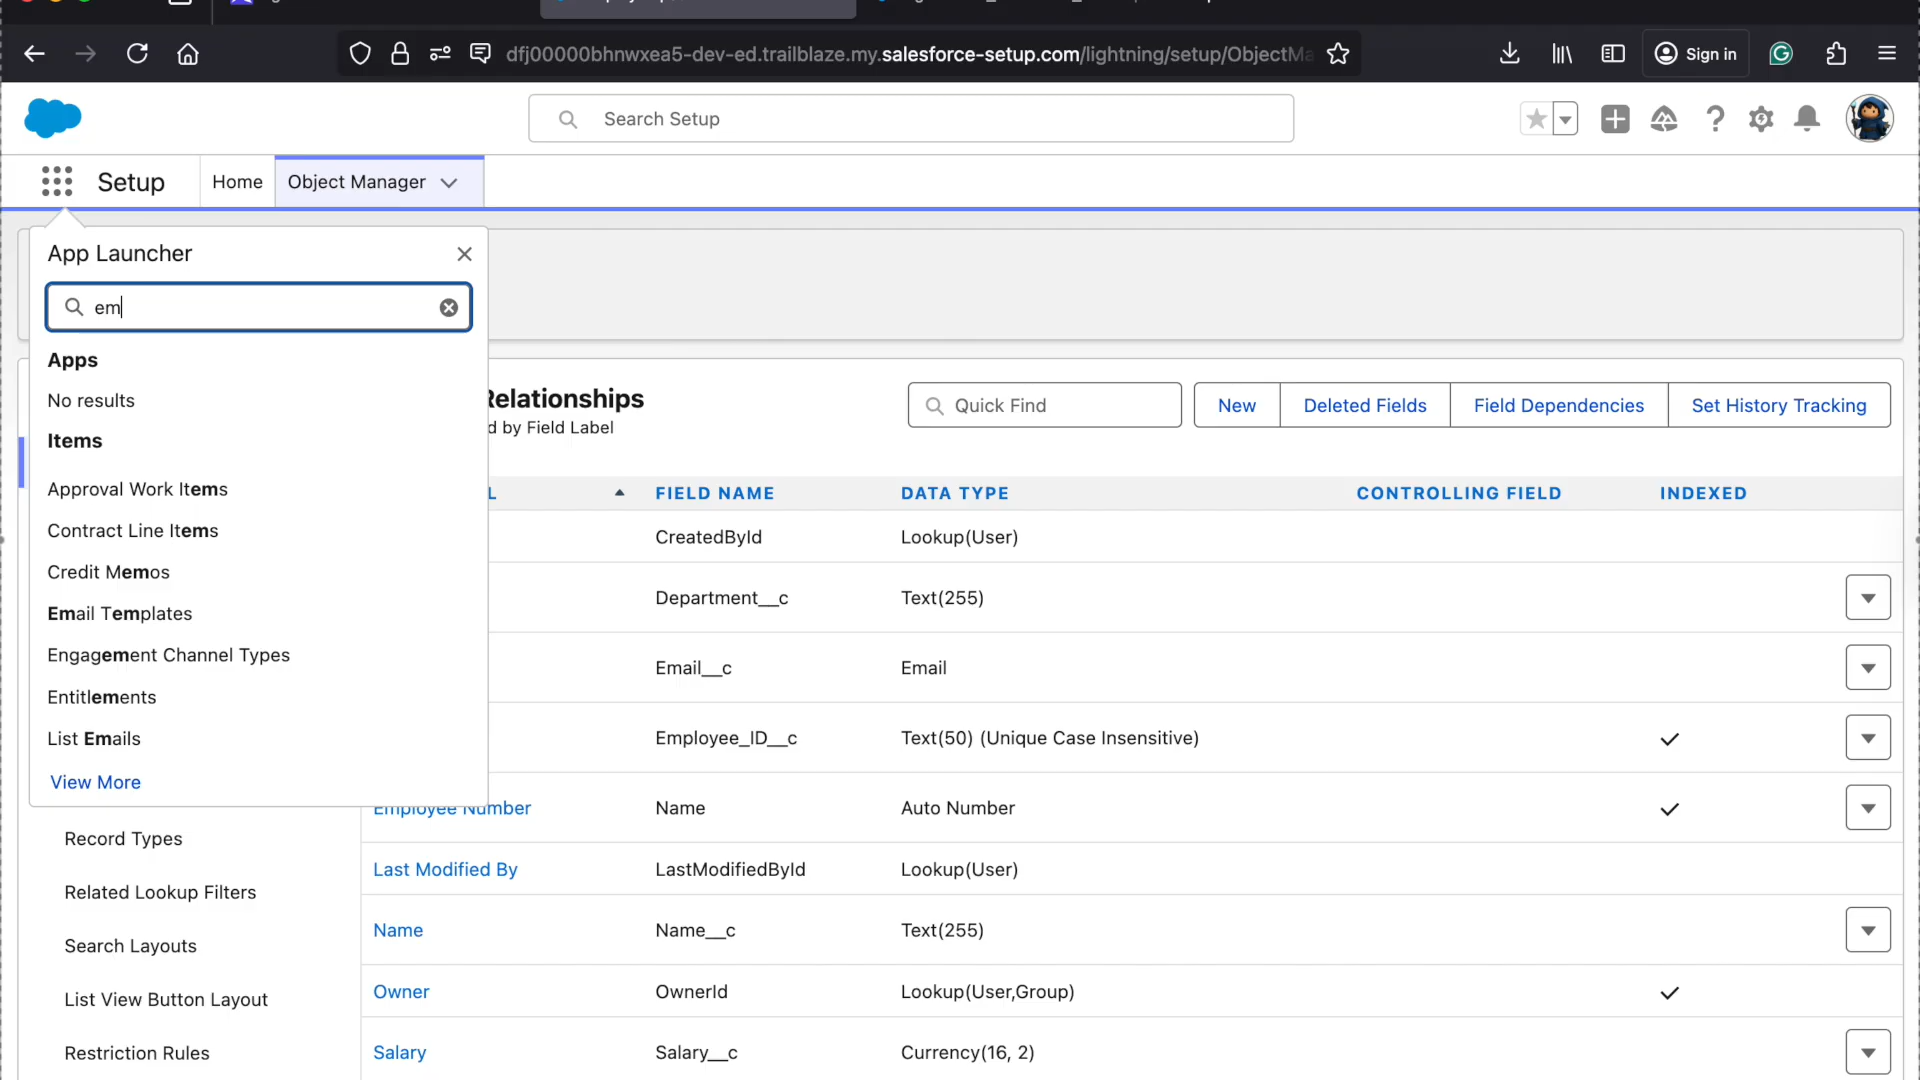 dfj00000bhnwxea5-dev-ed.trailblaze.my.salesforce-setup.com/lightning/setup/ObjectMa
Sign in
Search Setup
Setup
Home
Object Manager
App Launcher
em
Apps
No results
Items
Approval Work Items
Contract Line Items
Credit Memos
Email Templates
Engagement Channel Types
Entitlements
List Emails
View More
Relationships
d by Field Label
Quick Find
New
Deleted Fields
Field Dependencies
Set History Tracking
L
FIELD NAME
DATA TYPE
CONTROLLING FIELD
INDEXED
CreatedById
Lookup(User)
Department__c
Text(255)
Email__c
Email
Employee_ID__c
Text(50) (Unique Case Insensitive)
Employee Number
Name
Auto Number
Last Modified By
LastModifiedById
Lookup(User)
Name
Name__c
Text(255)
Owner
OwnerId
Lookup(User,Group)
Salary
Salary__c
Currency(16, 2)
Record Types
Related Lookup Filters
Search Layouts
List View Button Layout
Restriction Rules